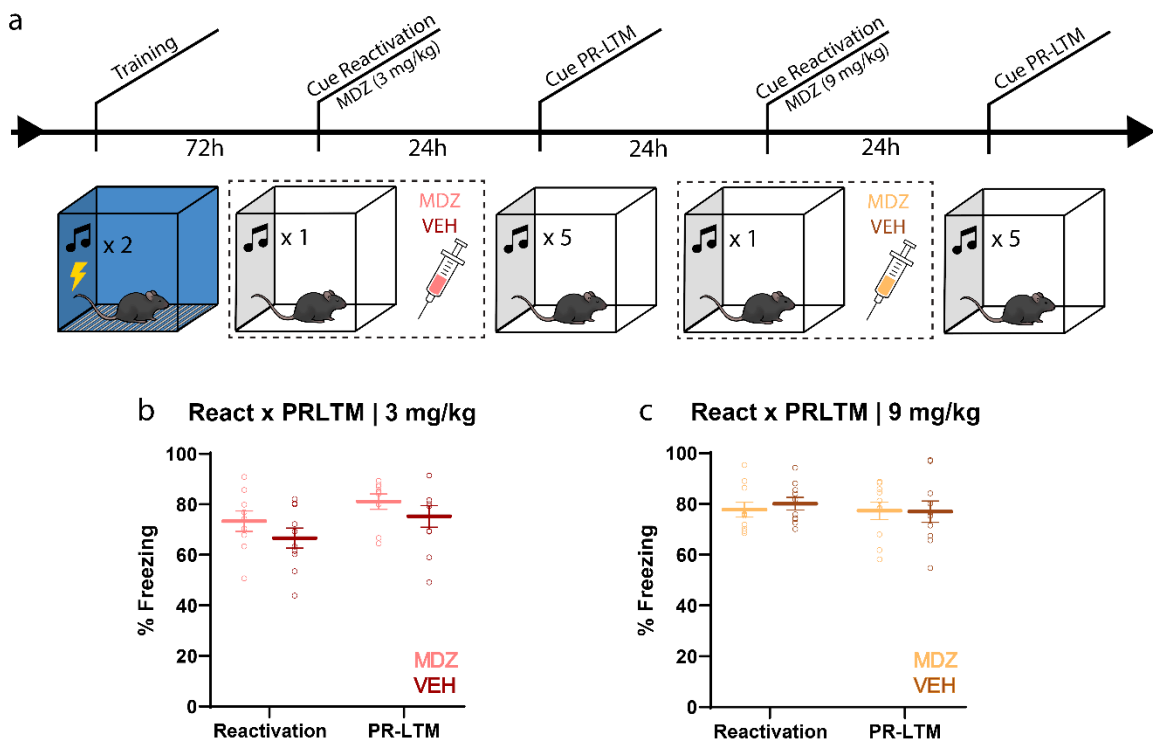 a
Training
Cue Reactivation
MDZ (3 mg/kg)
Cue PR-LTM
Cue Reactivation
MDZ (9 mg/kg)
Cue PR-LTM
72h
24h
24h
24h
x 2
x 1
MDZ
VEH
x 5
x 1
MDZ
VEH
x 5
b
React x PRLTM | 3 mg/kg
% Freezing
100
80
60
40
20
0
MDZ
VEH
Reactivation
PR-LTM
c
React x PRLTM | 9 mg/kg
% Freezing
100
80
60
40
20
0
MDZ
VEH
Reactivation
PR-LTM